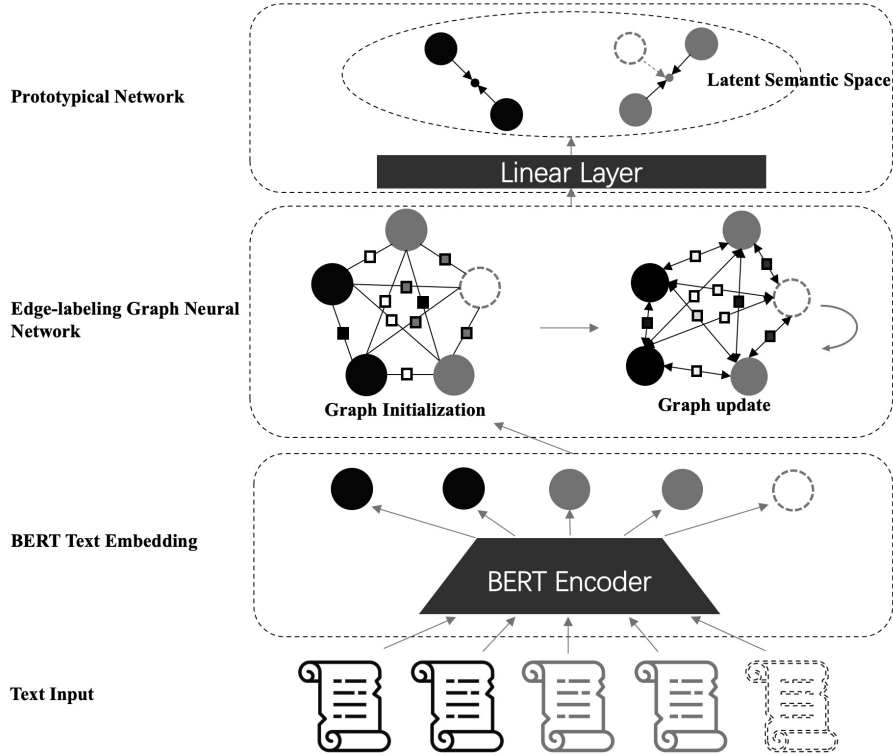 Prototypical Network
Latent Semantic Space
Linear Layer
Edge-labeling Graph Neural
Network
Graph Initialization
Graph update
BERT Text Embedding
BERT Encoder
Text Input